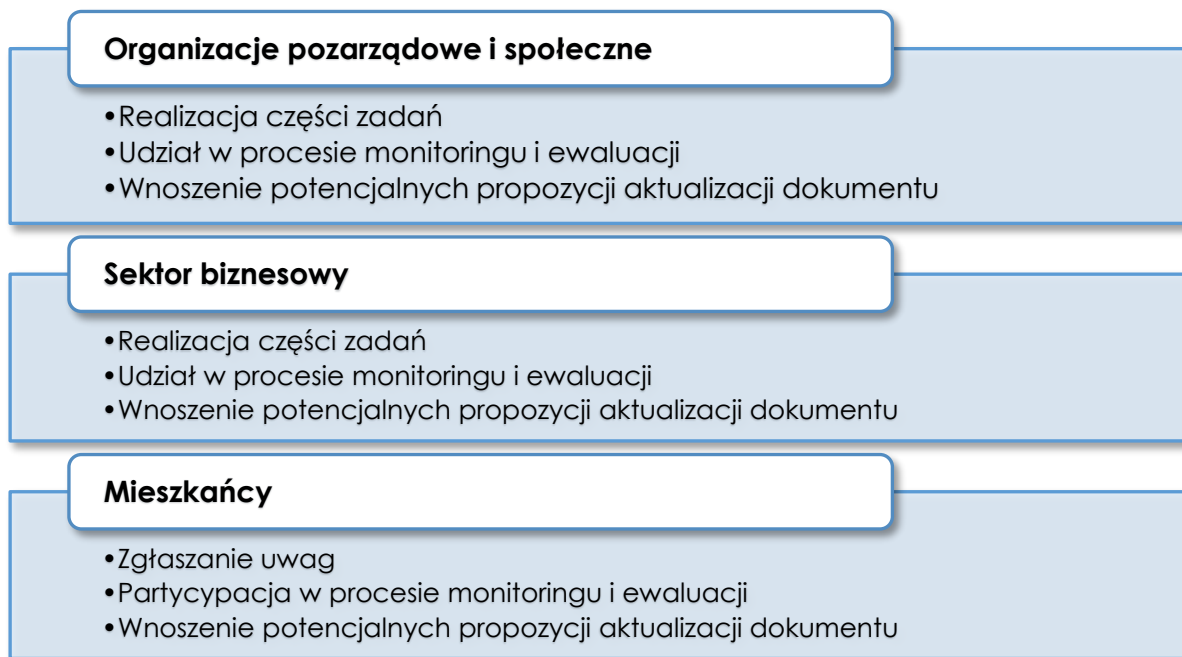 Organizacje pozarządowe i społeczne
•Realizacja części zadań
•Udział w procesie monitoringu i ewaluacji
•Wnoszenie potencjalnych propozycji aktualizacji dokumentu
Sektor biznesowy
•Realizacja części zadań
•Udział w procesie monitoringu i ewaluacji
•Wnoszenie potencjalnych propozycji aktualizacji dokumentu
Mieszkańcy
•Zgłaszanie uwag
•Partycypacja w procesie monitoringu i ewaluacji
•Wnoszenie potencjalnych propozycji aktualizacji dokumentu